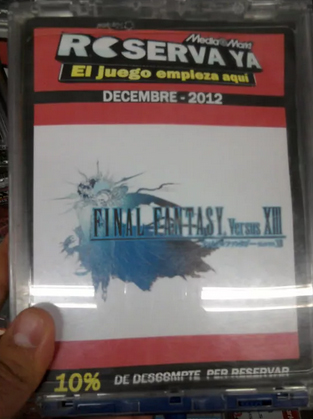 MediaMarkt
RESERVA YA
El juego empieza aquí
DECEMBRE - 2012
FINAL FANTASY Versus XIII
10% DE DESCOMPTE PER RESERVAR